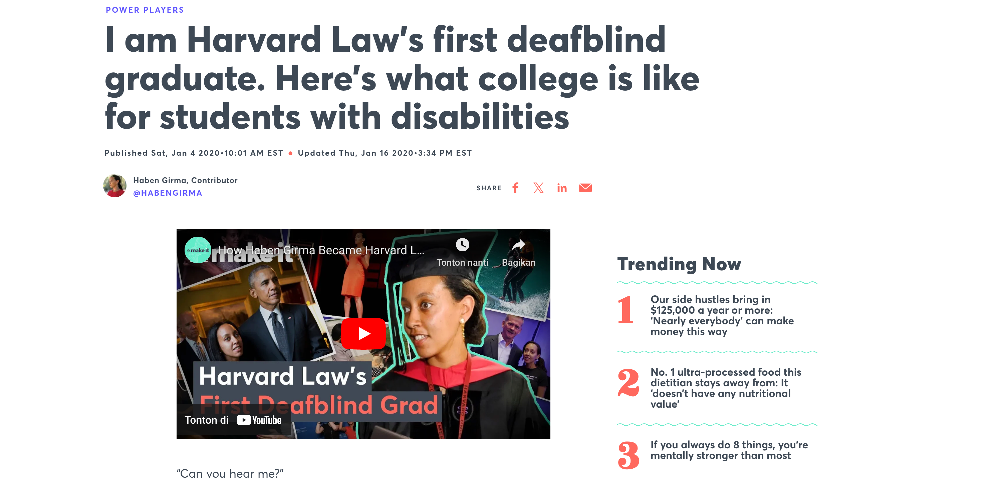 POWER PLAYERS
I am Harvard Law’s first deafblind
graduate. Here’s what college is like
for students with disabilities
Published Sat, Jan 4 2020•10:01 AM EST • Updated Thu, Jan 16 2020•3:34 PM EST
Haben Girma, Contributor
@HABENGIRMA
SHARE
make it
make it
How Haben Girma Became Harvard L...
Tonton nanti
Bagikan
Harvard Law’s
First Deafblind Grad
Tonton di YouTube
“Can you hear me?”
Trending Now
1
Our side hustles bring in
$125,000 a year or more:
‘Nearly everybody’ can make
money this way
2
No. 1 ultra-processed food this
dietitian stays away from: It
‘doesn’t have any nutritional
value’
3
If you always do 8 things, you’re
mentally stronger than most